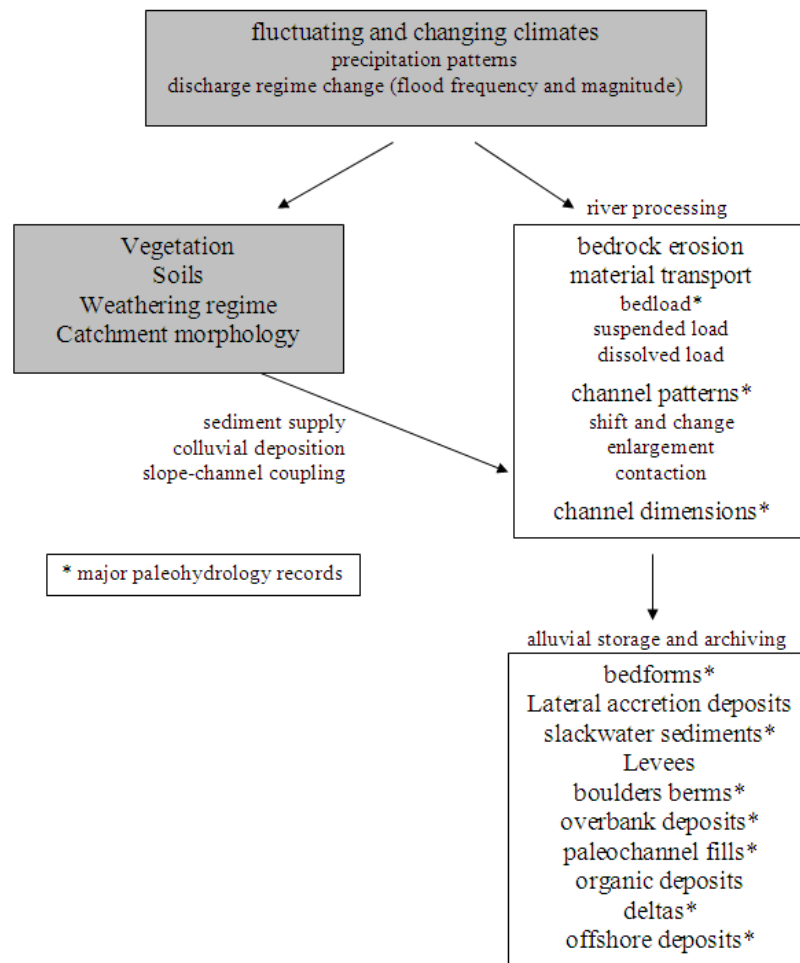 fluctuating and changing climates
precipitation patterns
discharge regime change (flood frequency and magnitude)
river processing
Vegetation
Soils
Weathering regime
Catchment morphology
bedrock erosion
material transport
bedload*
suspended load
dissolved load
channel patterns*
shift and change
enlargement
contaction
channel dimensions*
sediment supply
colluvial deposition
slope-channel coupling
* major paleohydrology records
alluvial storage and archiving
bedforms*
Lateral accretion deposits
slackwater sediments*
Levees
boulders berms*
overbank deposits*
paleochannel fills*
organic deposits
deltas*
offshore deposits*